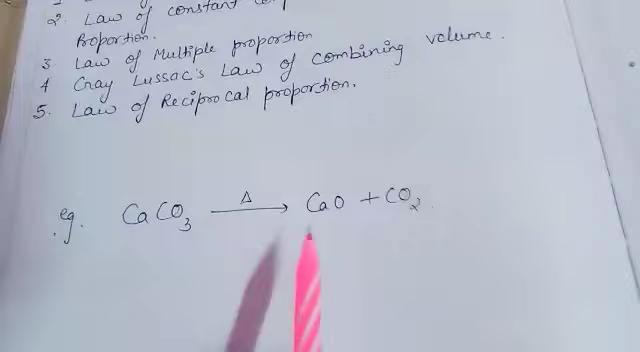 2. Law of constant
Proportion.
3 Law of Multiple proportion
4 Gray Lussac's Law of combining volume.
5. Law of Reciprocal proportion.
eg. CaCO₃ —Δ→ CaO + CO₂